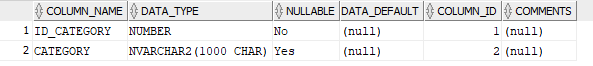 COLUMN_NAME DATA_TYPE NULLABLE DATA_DEFAULT COLUMN_ID COMMENTS
1 ID_CATEGORY NUMBER No (null) 1 (null)
2 CATEGORY NVARCHAR2(1000 CHAR) Yes (null) 2 (null)